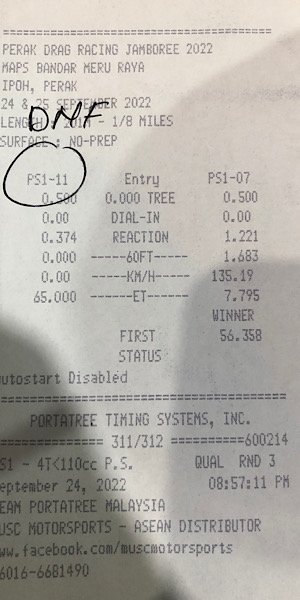 PERAK DRAG RACING JAMBOREE 2022
MAPS BANDAR MERU RAYA
IPOH, PERAK
24 & 25 SEPTEMBER 2022
DNF
LENGTH : 201M - 1/8 MILES
SURFACE : NO-PREP
PS1-11 Entry PS1-07
0.500 0.000 TREE 0.500
0.00 DIAL-IN 0.00
0.374 REACTION 1.221
0.000 -----60FT----- 1.683
0.00 -----KM/H----- 135.19
65.000 ------ET------ 7.795
WINNER
FIRST 56.358
STATUS
utostart Disabled
PORTATREE TIMING SYSTEMS, INC.
=============== 311/312 ==========600214
S1 - 4T<110cc P.S. QUAL RND 3
eptember 24, 2022 08:57:11 PM
EAM PORTATREE MALAYSIA
USC MOTORSPORTS - ASEAN DISTRIBUTOR
ww.facebook.com/muscmotorsports
6016-6681490